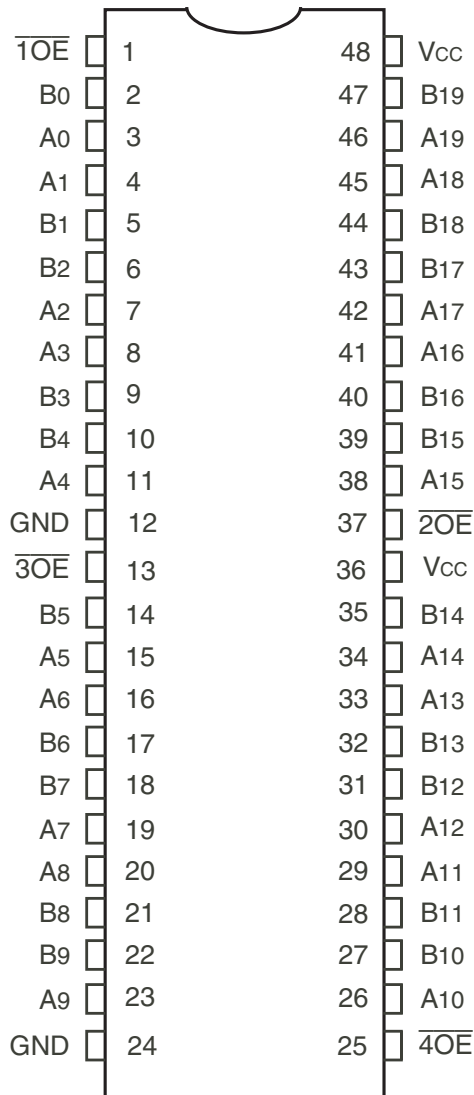 1OE 1 48 Vcc
B0 2 47 B19
A0 3 46 A19
A1 4 45 A18
B1 5 44 B18
B2 6 43 B17
A2 7 42 A17
A3 8 41 A16
B3 9 40 B16
B4 10 39 B15
A4 11 38 A15
GND 12 37 2OE
3OE 13 36 Vcc
B5 14 35 B14
A5 15 34 A14
A6 16 33 A13
B6 17 32 B13
B7 18 31 B12
A7 19 30 A12
A8 20 29 A11
B8 21 28 B11
B9 22 27 B10
A9 23 26 A10
GND 24 25 4OE